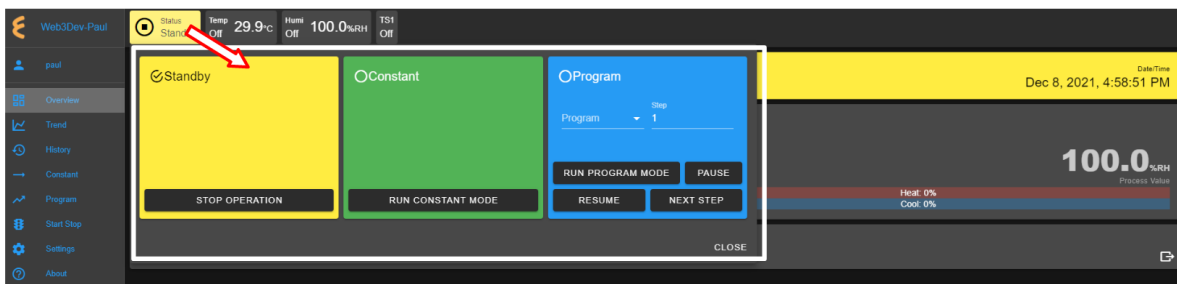 Web3Dev-Paul
Status
Stand
Temp
Off
29.9°C
Humi
Off
100.0%RH
TS1
Off
paul
Overview
Trend
History
Constant
Program
Start Stop
Settings
About
Standby
STOP OPERATION
Constant
RUN CONSTANT MODE
Program
Program
Step
1
RUN PROGRAM MODE
PAUSE
RESUME
NEXT STEP
CLOSE
Date/Time
Dec 8, 2021, 4:58:51 PM
100.0%RH
Process Value
Heat: 0%
Cool: 0%